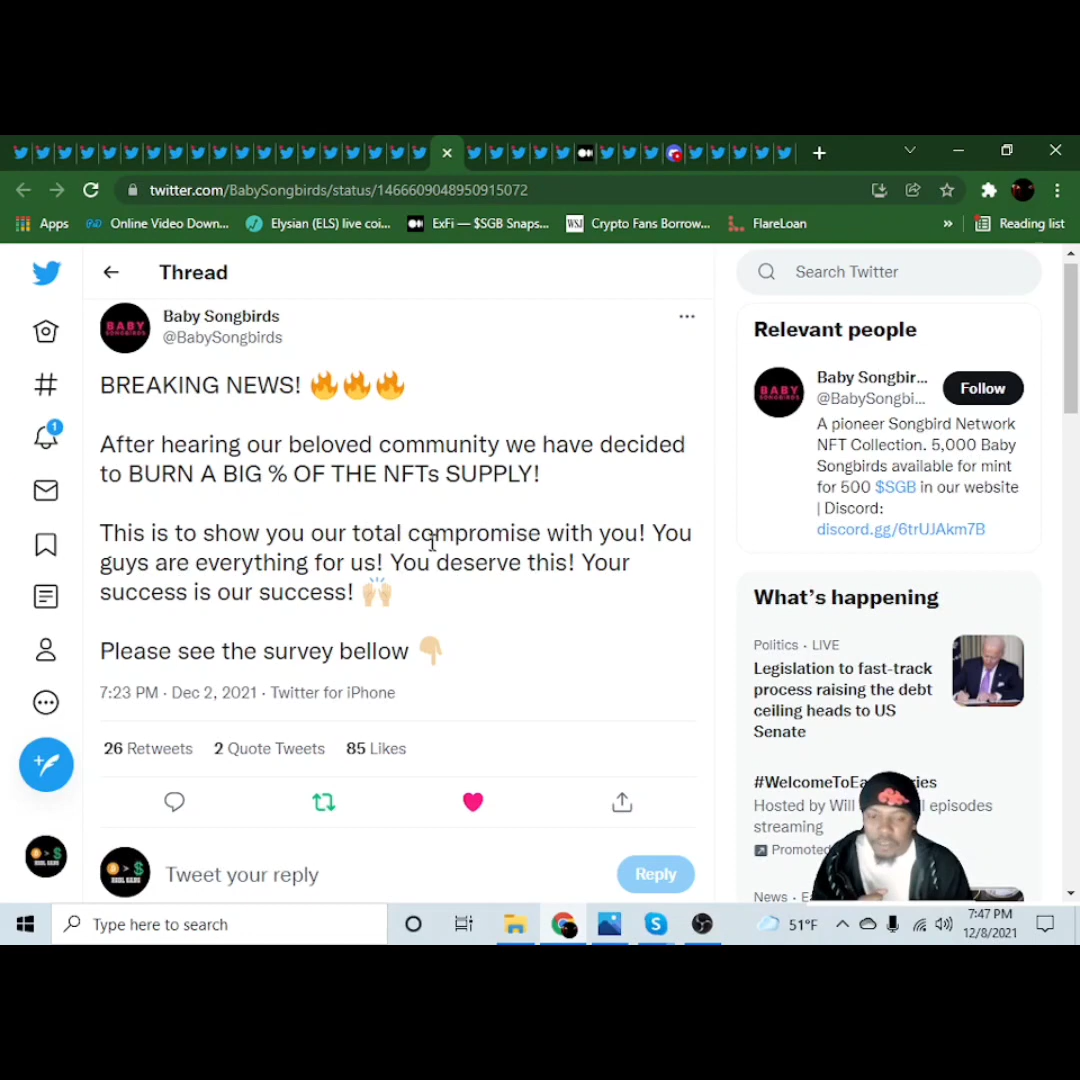 twitter.com/BabySongbirds/status/1466609048950915072
Apps
Online Video Down...
Elysian (ELS) live coi...
ExFi — $SGB Snaps...
WSJ
Crypto Fans Borrow...
FlareLoan
»
Reading list
Thread
Search Twitter
BABY
SONGBIRDS
Baby Songbirds
@BabySongbirds
BREAKING NEWS! 🔥🔥🔥
After hearing our beloved community we have decided
to BURN A BIG % OF THE NFTs SUPPLY!
This is to show you our total compromise with you! You
guys are everything for us! You deserve this! Your
success is our success! 🙌🏼
Please see the survey bellow 👇🏼
7:23 PM · Dec 2, 2021 · Twitter for iPhone
26 Retweets 2 Quote Tweets 85 Likes
Tweet your reply
Reply
1
Relevant people
BABY
SONGBIRDS
Baby Songbir...
@BabySongbi...
Follow
A pioneer Songbird Network
NFT Collection. 5,000 Baby
Songbirds available for mint
for 500 $SGB in our website
| Discord:
discord.gg/6trUJAkm7B
What's happening
Politics · LIVE
Legislation to fast-track
process raising the debt
ceiling heads to US
Senate
Hosted by Will
episodes
streaming
Promoted
News
Type here to search
51°F
7:47 PM
12/8/2021